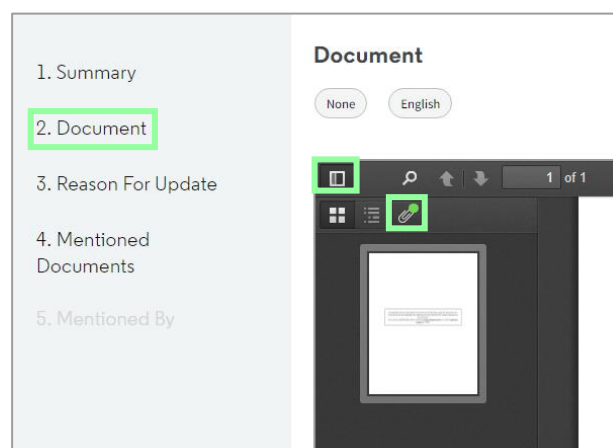 1. Summary
2. Document
3. Reason For Update
4. Mentioned
Documents
5. Mentioned By
Document
None English
1 of 1